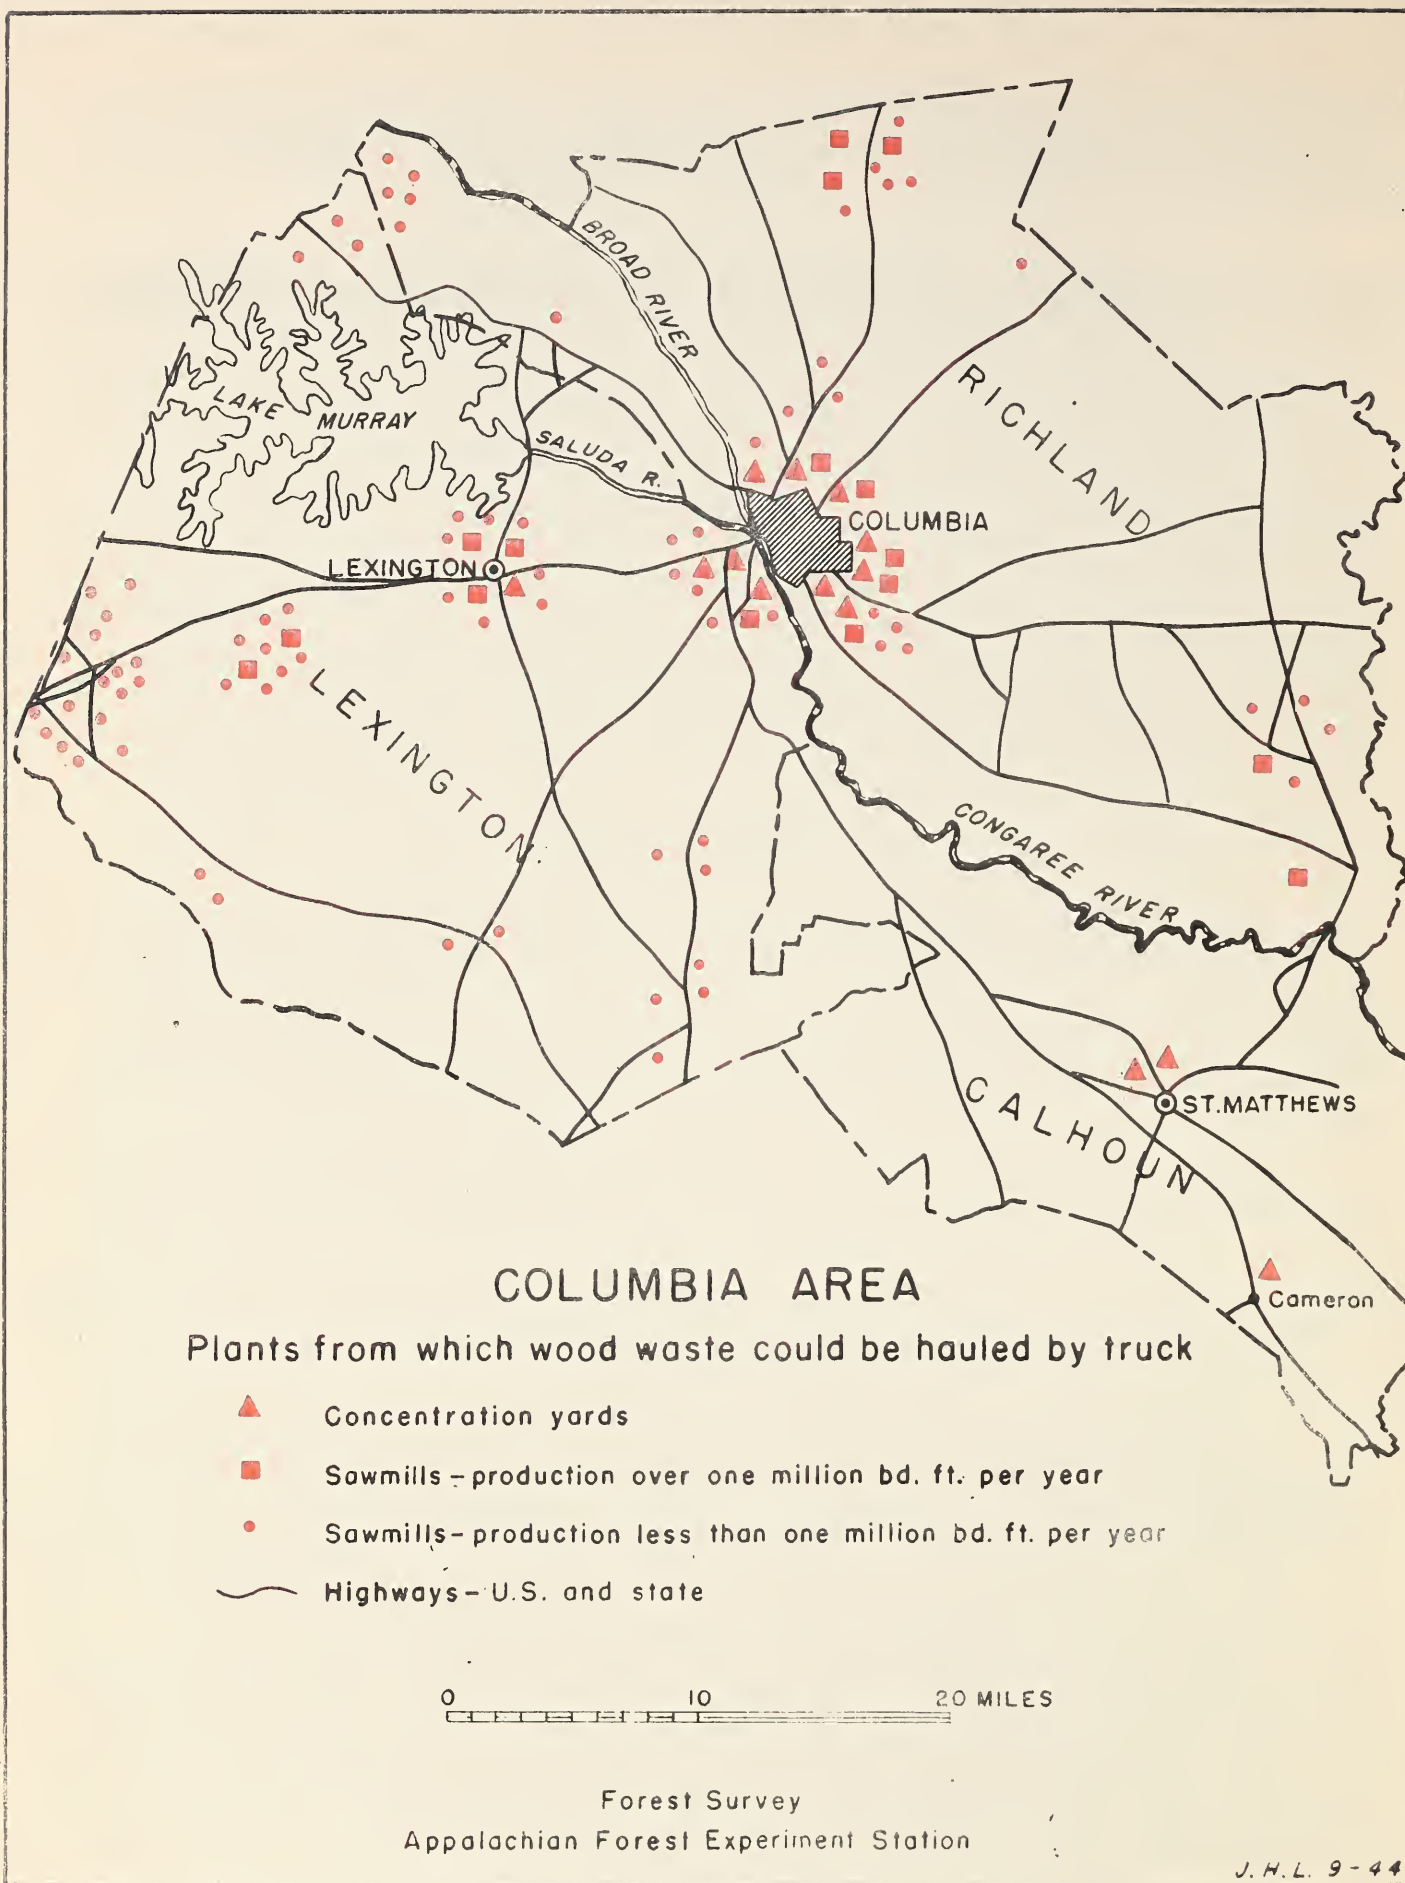 BROAD RIVER
RICHLAND
LAKE
MURRAY
SALUDA R.
COLUMBIA
LEXINGTON
LEXINGTON
CONGAREE RIVER
CALHOUN
ST. MATTHEWS
Cameron
COLUMBIA AREA
Plants from which wood waste could be hauled by truck
Concentration yards
Sawmills - production over one million bd. ft. per year
Sawmills - production less than one million bd. ft. per year
Highways - U.S. and state
0 10 20 MILES
Forest Survey
Appalachian Forest Experiment Station
J.H.L. 9-44